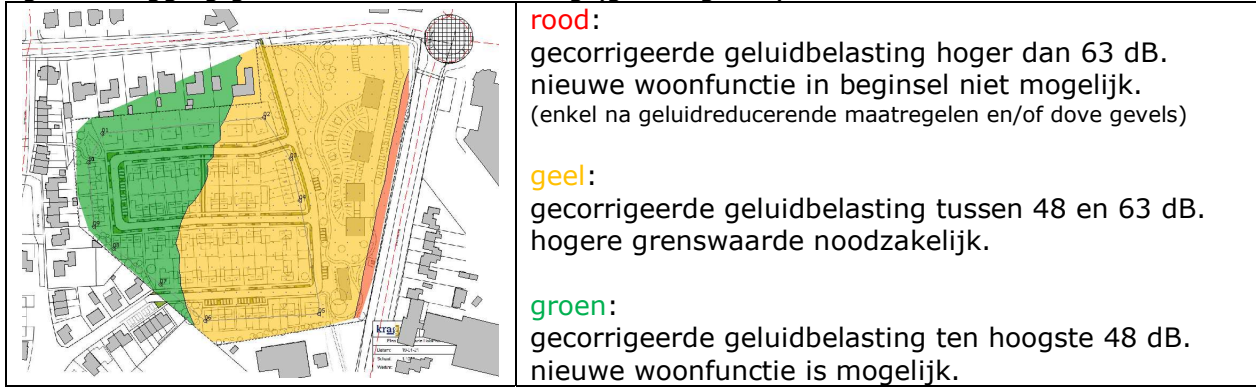 rood:
gecorrigeerde geluidbelasting hoger dan 63 dB.
nieuwe woonfunctie in beginsel niet mogelijk.
(enkel na geluidreducerende maatregelen en/of dove gevels)
geel:
gecorrigeerde geluidbelasting tussen 48 en 63 dB.
hogere grenswaarde noodzakelijk.
groen:
gecorrigeerde geluidbelasting ten hoogste 48 dB.
nieuwe woonfunctie is mogelijk.